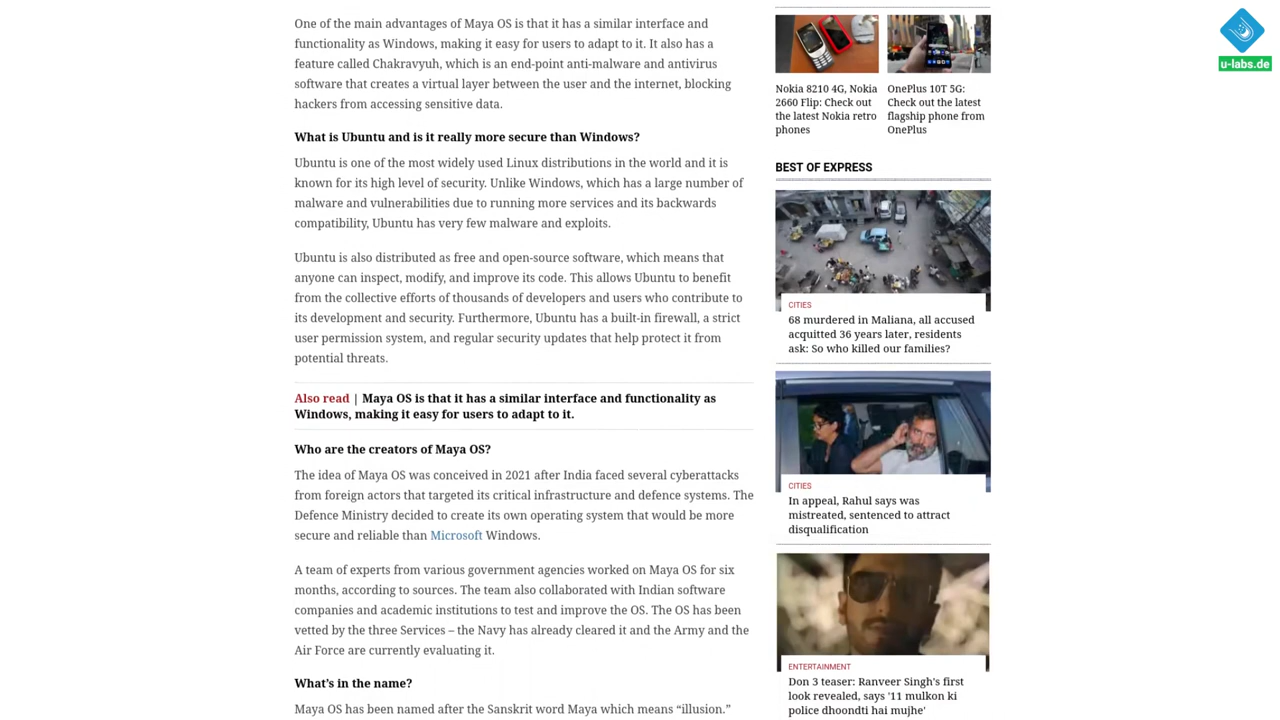 One of the main advantages of Maya OS is that it has a similar interface and
functionality as Windows, making it easy for users to adapt to it. It also has a
feature called Chakravyuh, which is an end-point anti-malware and antivirus
software that creates a virtual layer between the user and the internet, blocking
hackers from accessing sensitive data.
What is Ubuntu and is it really more secure than Windows?
Ubuntu is one of the most widely used Linux distributions in the world and it is
known for its high level of security. Unlike Windows, which has a large number of
malware and vulnerabilities due to running more services and its backwards
compatibility, Ubuntu has very few malware and exploits.
Ubuntu is also distributed as free and open-source software, which means that
anyone can inspect, modify, and improve its code. This allows Ubuntu to benefit
from the collective efforts of thousands of developers and users who contribute to
its development and security. Furthermore, Ubuntu has a built-in firewall, a strict
user permission system, and regular security updates that help protect it from
potential threats.
Also read | Maya OS is that it has a similar interface and functionality as
Windows, making it easy for users to adapt to it.
Who are the creators of Maya OS?
The idea of Maya OS was conceived in 2021 after India faced several cyberattacks
from foreign actors that targeted its critical infrastructure and defence systems. The
Defence Ministry decided to create its own operating system that would be more
secure and reliable than Microsoft Windows.
A team of experts from various government agencies worked on Maya OS for six
months, according to sources. The team also collaborated with Indian software
companies and academic institutions to test and improve the OS. The OS has been
vetted by the three Services – the Navy has already cleared it and the Army and the
Air Force are currently evaluating it.
What's in the name?
Maya OS has been named after the Sanskrit word Maya which means “illusion.”
Nokia 8210 4G, Nokia
2660 Flip: Check out
the latest Nokia retro
phones
OnePlus 10T 5G:
Check out the latest
flagship phone from
OnePlus
BEST OF EXPRESS
CITIES
68 murdered in Maliana, all accused
acquitted 36 years later, residents
ask: So who killed our families?
CITIES
In appeal, Rahul says was
mistreated, sentenced to attract
disqualification
ENTERTAINMENT
Don 3 teaser: Ranveer Singh's first
look revealed, says '11 mulkon ki
police dhoondti hai mujhe'
u-labs.de